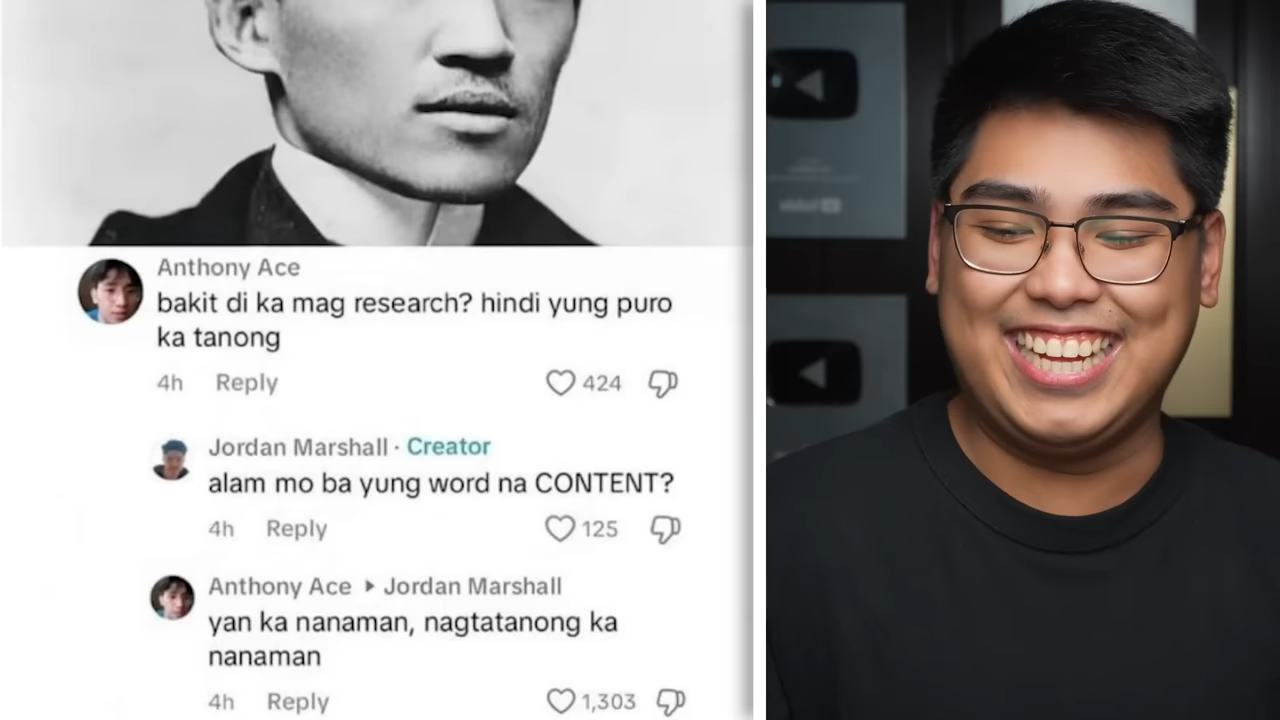 Anthony Ace
bakit di ka mag research? hindi yung puro
ka tanong
4h Reply 424
Jordan Marshall · Creator
alam mo ba yung word na CONTENT?
4h Reply 125
Anthony Ace ▸ Jordan Marshall
yan ka nanaman, nagtatanong ka
nanaman
4h Reply 1,303